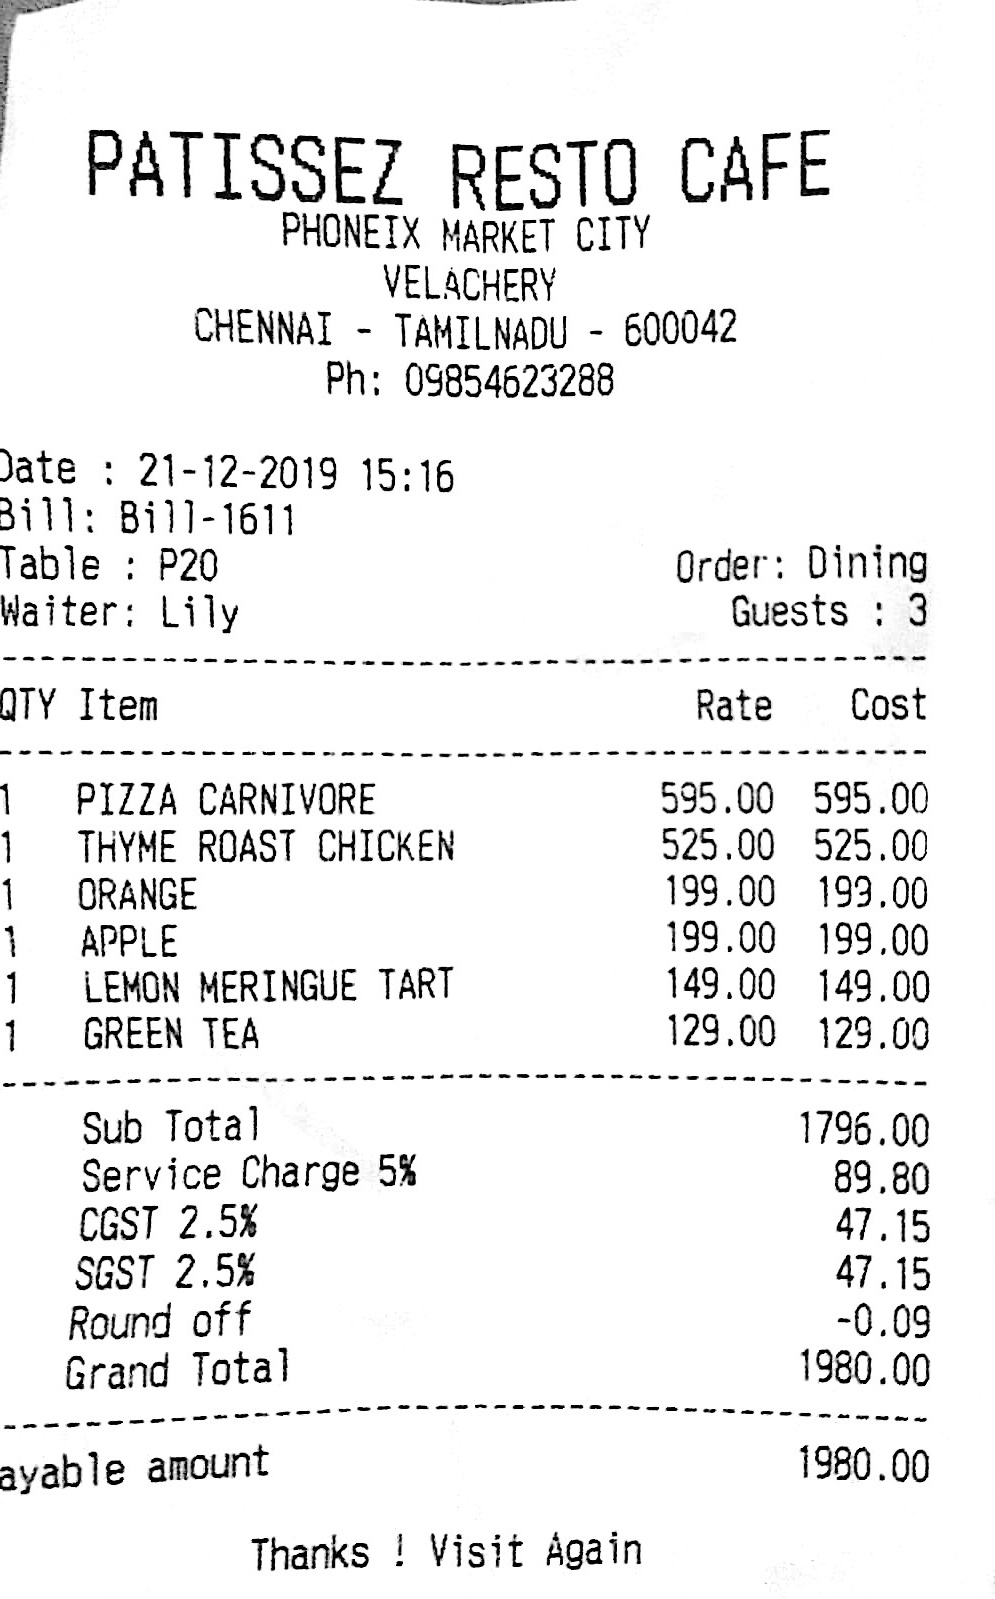 PATISSEZ RESTO CAFE
PHONEIX MARKET CITY
VELACHERY
CHENNAI - TAMILNADU - 600042
Ph: 09854623288
Date : 21-12-2019 15:16
Bill: Bill-1611
Table : P20 Order: Dining
Waiter: Lily Guests : 3
QTY Item Rate Cost
1 PIZZA CARNIVORE 595.00 595.00
1 THYME ROAST CHICKEN 525.00 525.00
1 ORANGE 199.00 199.00
1 APPLE 199.00 199.00
1 LEMON MERINGUE TART 149.00 149.00
1 GREEN TEA 129.00 129.00
Sub Total 1796.00
Service Charge 5% 89.80
CGST 2.5% 47.15
SGST 2.5% 47.15
Round off -0.09
Grand Total 1980.00
ayable amount 1980.00
Thanks ! Visit Again